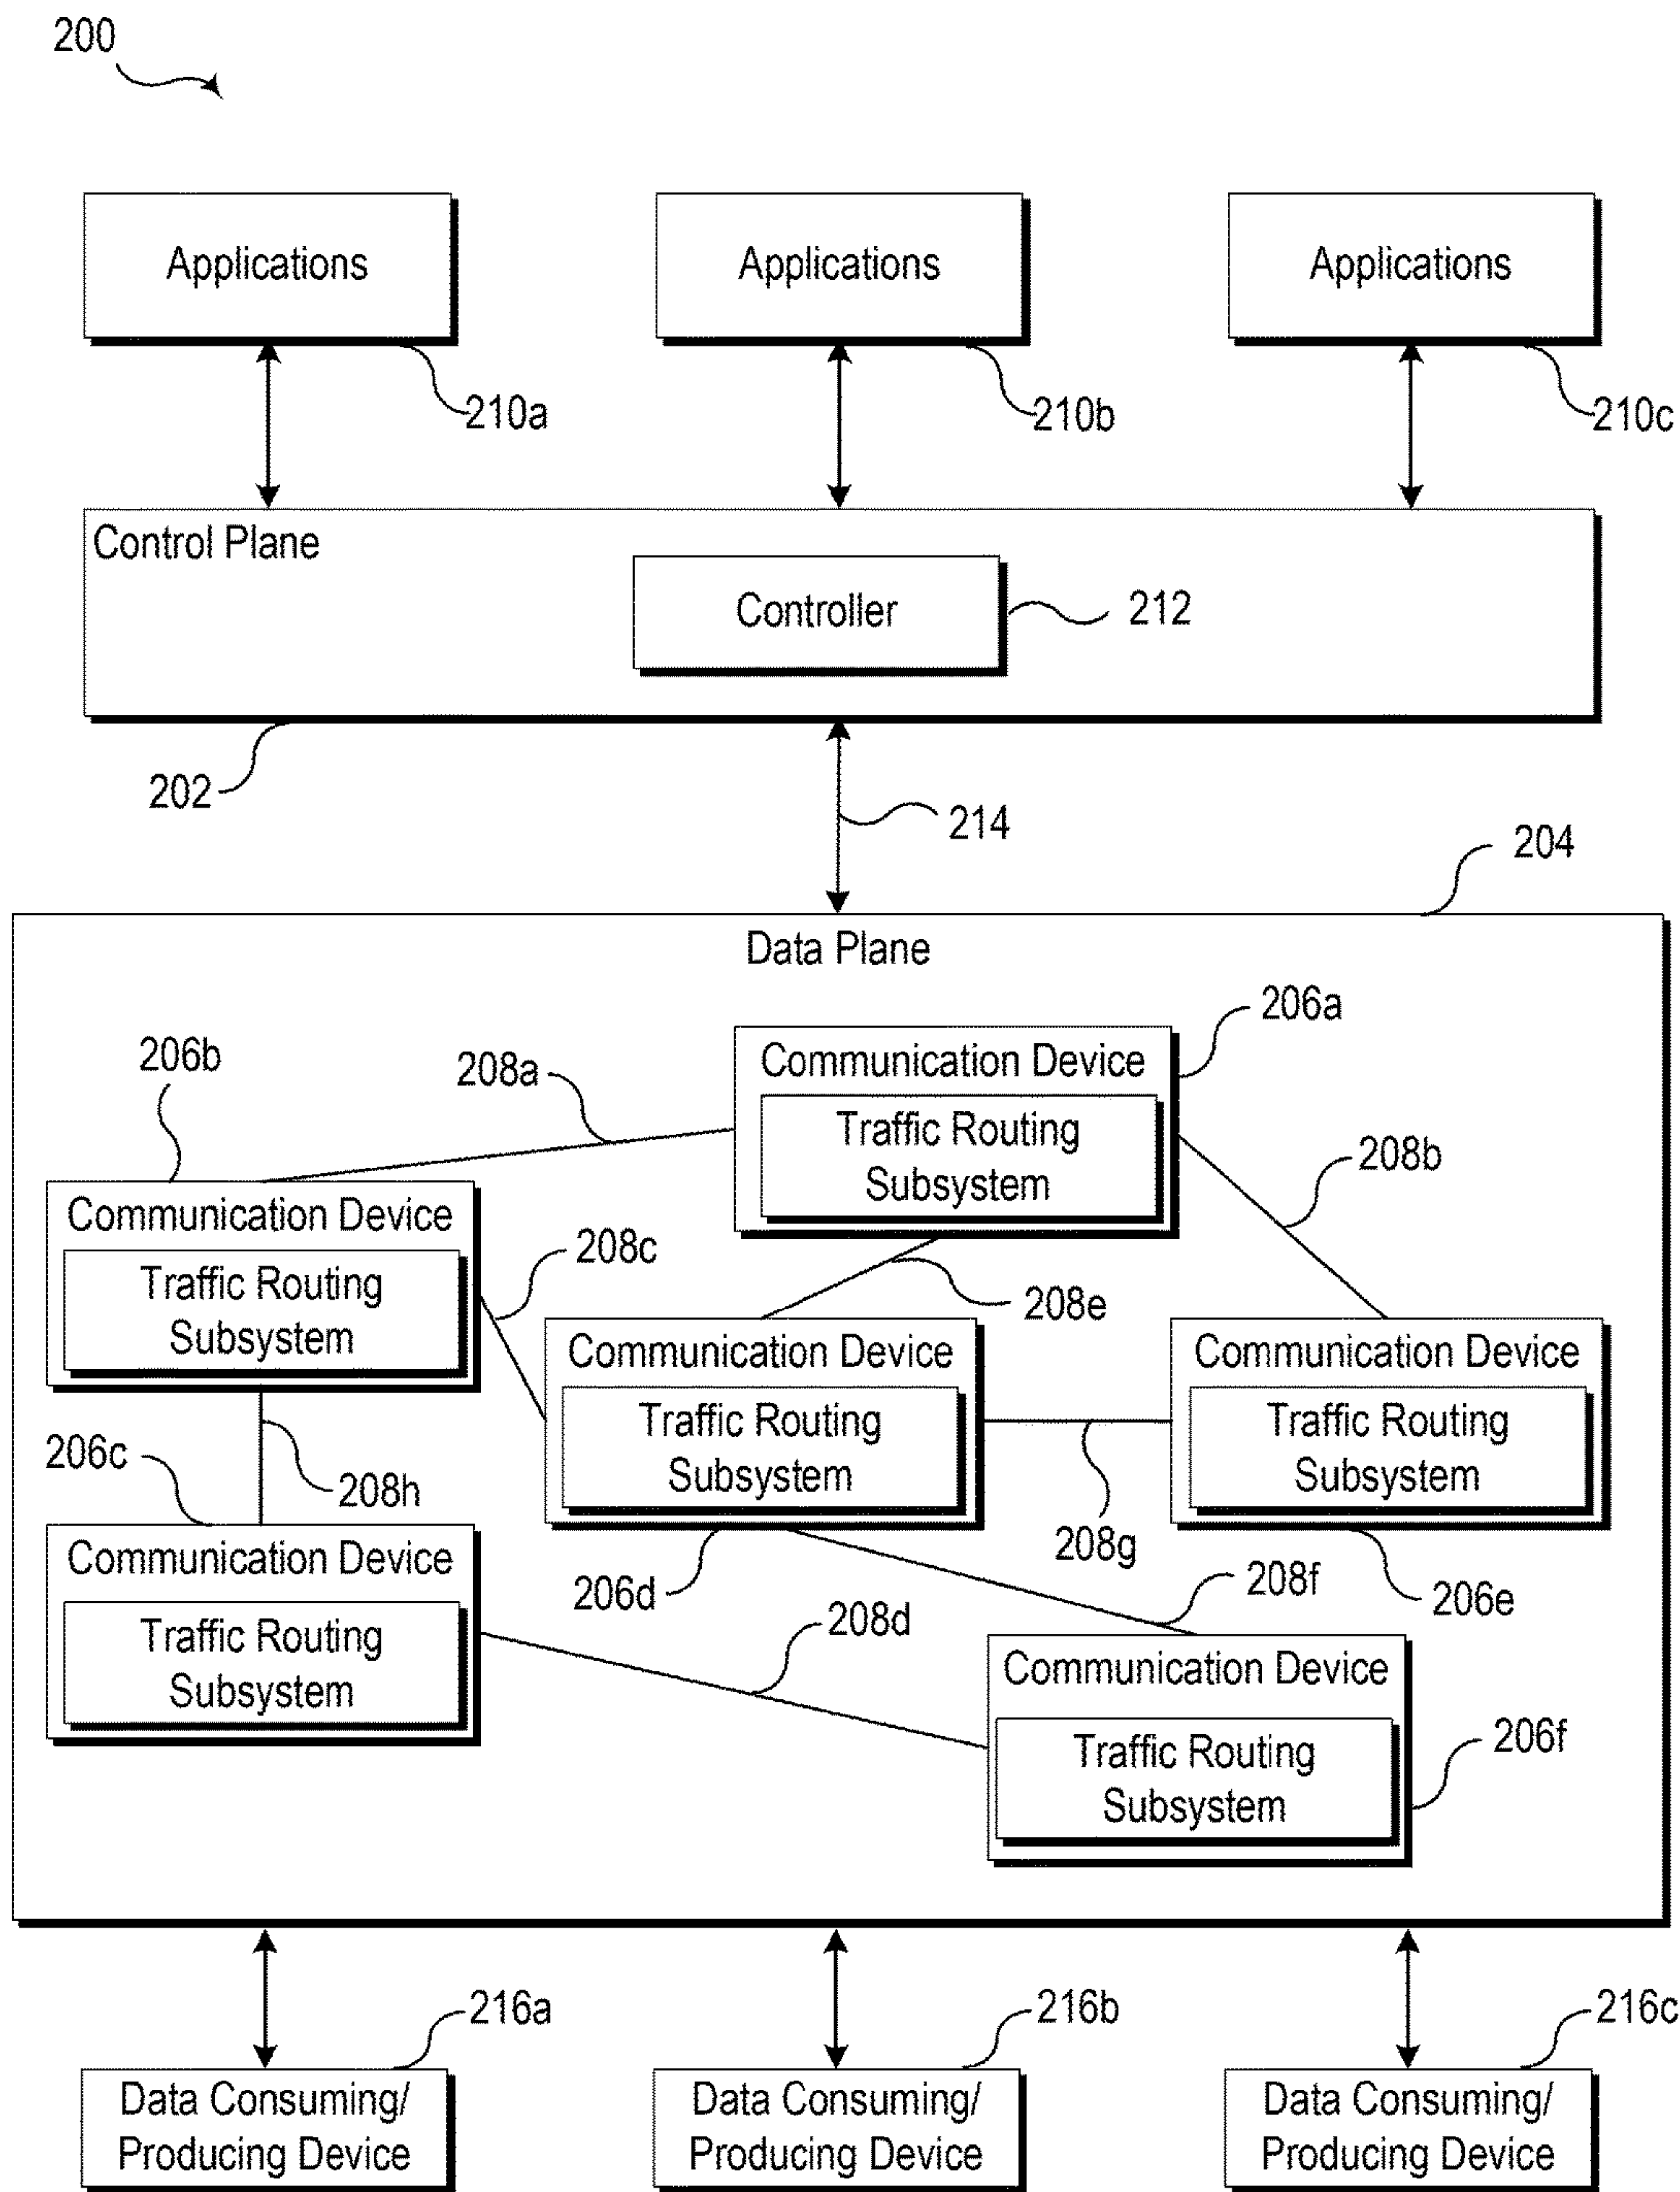 200
Applications
Applications
Applications
210a
210b
210c
Control Plane
Controller
212
202
214
204
Data Plane
206a
Communication Device
Traffic Routing
Subsystem
206b
208a
208b
Communication Device
Traffic Routing
Subsystem
208c
208e
Communication Device
Traffic Routing
Subsystem
Communication Device
Traffic Routing
Subsystem
206c
208h
208g
206d
206e
Communication Device
Traffic Routing
Subsystem
208f
208d
Communication Device
Traffic Routing
Subsystem
206f
216a
216b
216c
Data Consuming/
Producing Device
Data Consuming/
Producing Device
Data Consuming/
Producing Device